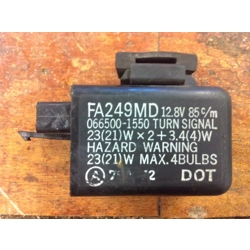 FA249MD 12.8V 85 c/m
066500-1550 TURN SIGNAL
23(21)W × 2 + 3.4(4)W
HAZARD WARNING
23(21)W MAX. 4BULBS
DOT